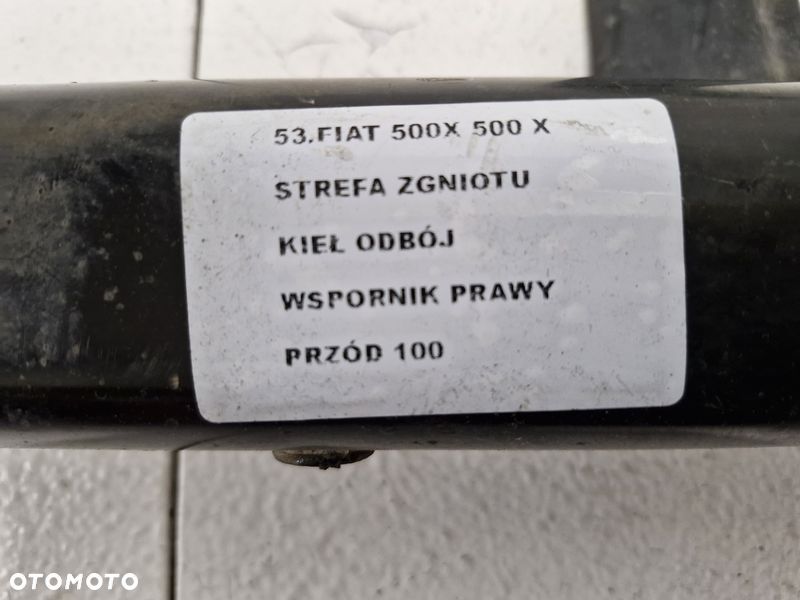 53.FIAT 500X 500 X
STREFA ZGNIOTU
KIEŁ ODBÓJ
WSPORNIK PRAWY
PRZÓD 100
OTOMOTO